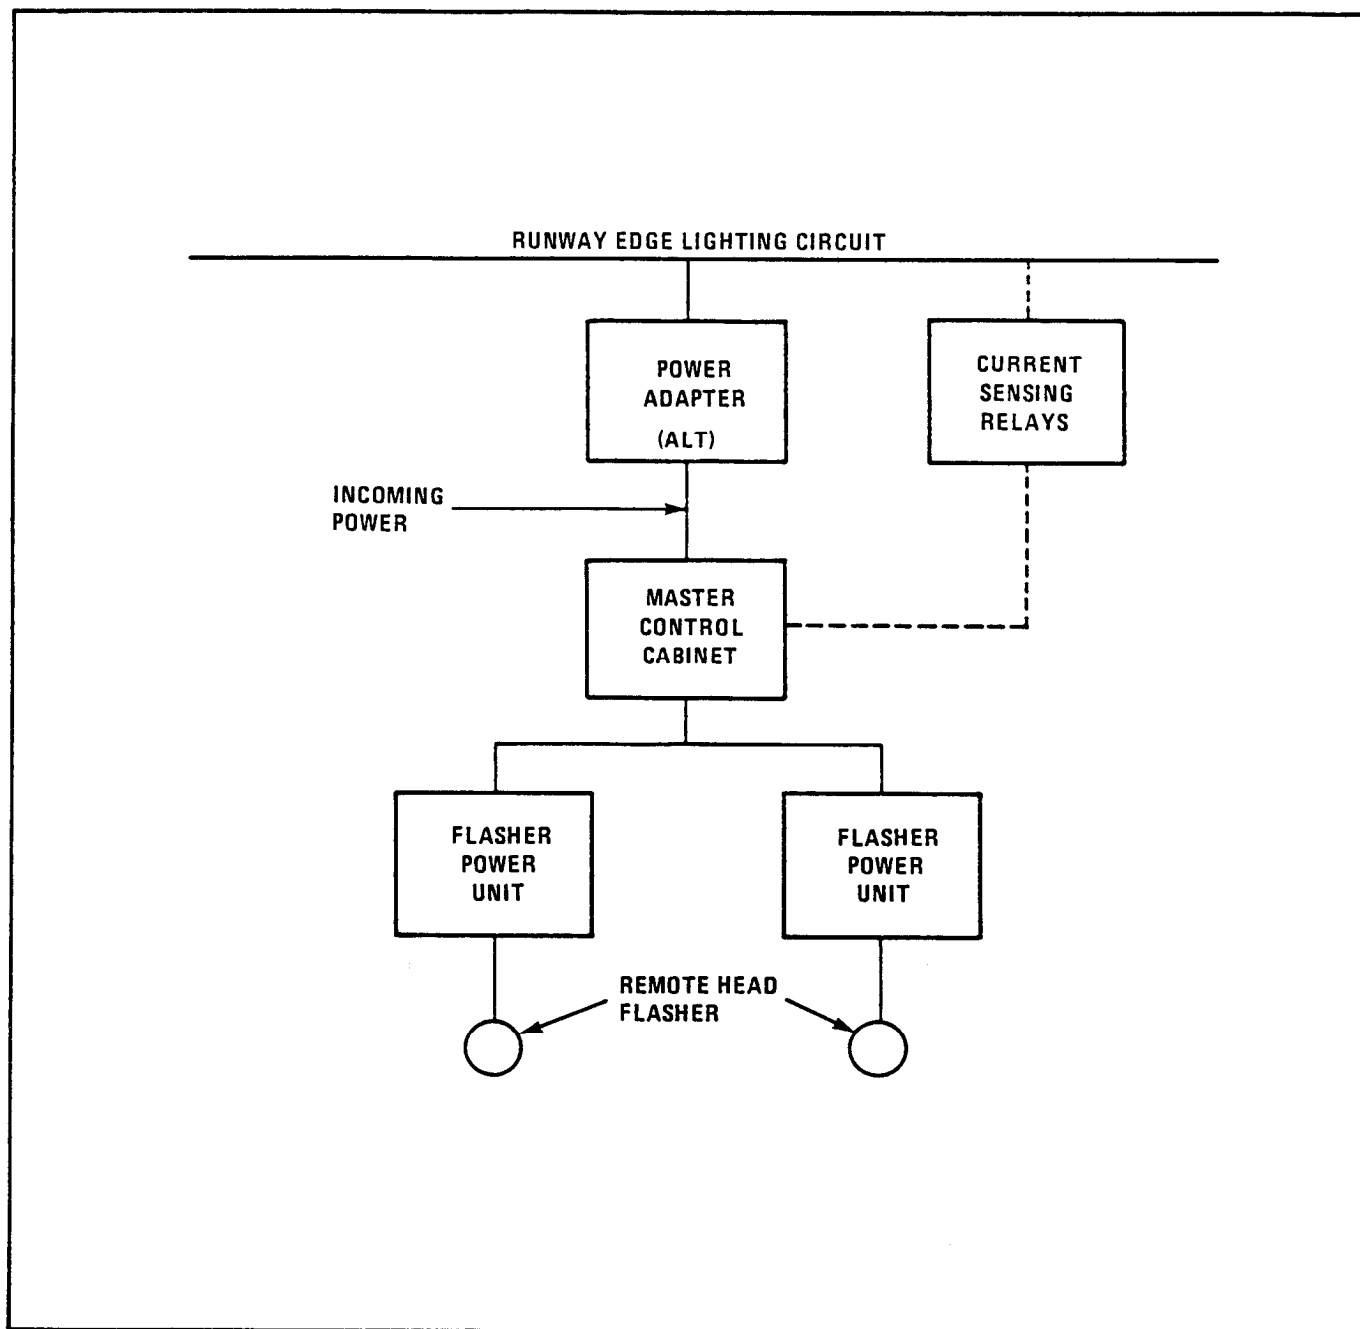 RUNWAY EDGE LIGHTING CIRCUIT
POWER
ADAPTER
(ALT)
CURRENT
SENSING
RELAYS
INCOMING
POWER
MASTER
CONTROL
CABINET
FLASHER
POWER
UNIT
FLASHER
POWER
UNIT
REMOTE HEAD
FLASHER